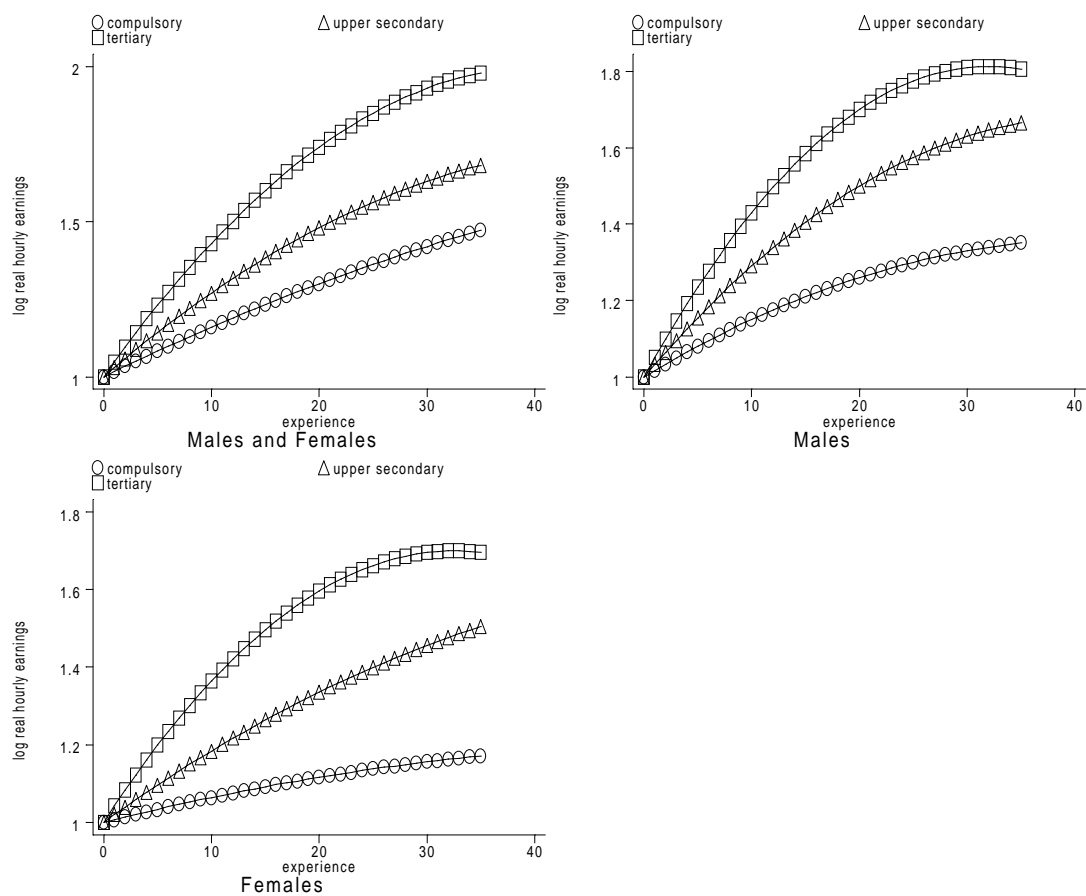 compulsory upper secondary
tertiary
2
1.5
1
log real hourly earnings
0 10 20 30 40
experience
Males and Females
compulsory upper secondary
tertiary
1.8
1.6
1.4
1.2
1
log real hourly earnings
0 10 20 30 40
experience
Males
compulsory upper secondary
tertiary
1.8
1.6
1.4
1.2
1
log real hourly earnings
0 10 20 30 40
experience
Females